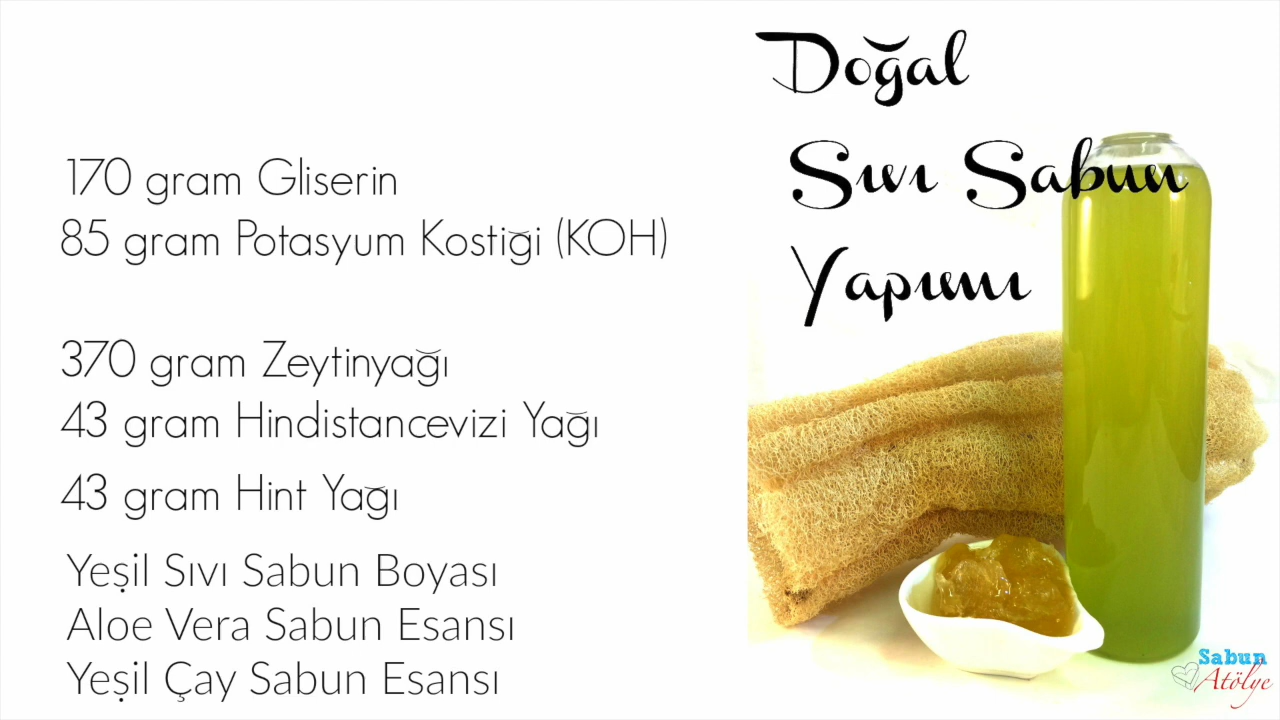 Doğal
Sıvı Sabun
Yapımı
170 gram Gliserin
85 gram Potasyum Kostiği (KOH)
370 gram Zeytinyağı
43 gram Hindistancevizi Yağı
43 gram Hint Yağı
Yeşil Sıvı Sabun Boyası
Aloe Vera Sabun Esansı
Yeşil Çay Sabun Esansı
Sabun
Atölye